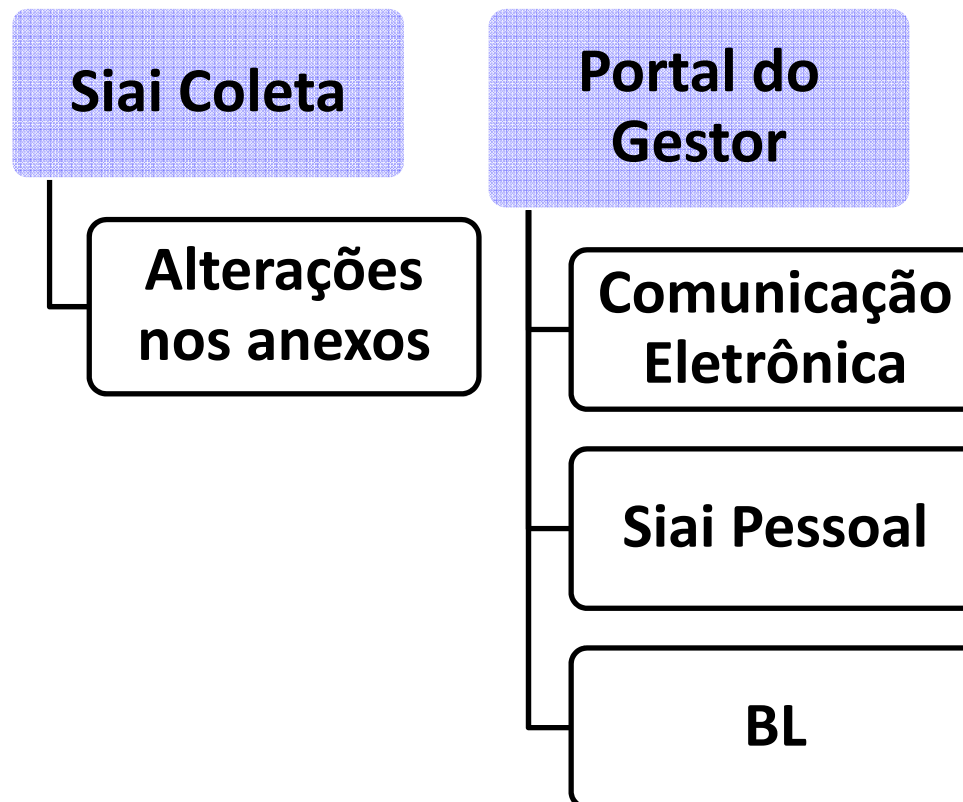 Siai Coleta
Alterações
nos anexos
Portal do
Gestor
Comunicação
Eletrônica
Siai Pessoal
BL